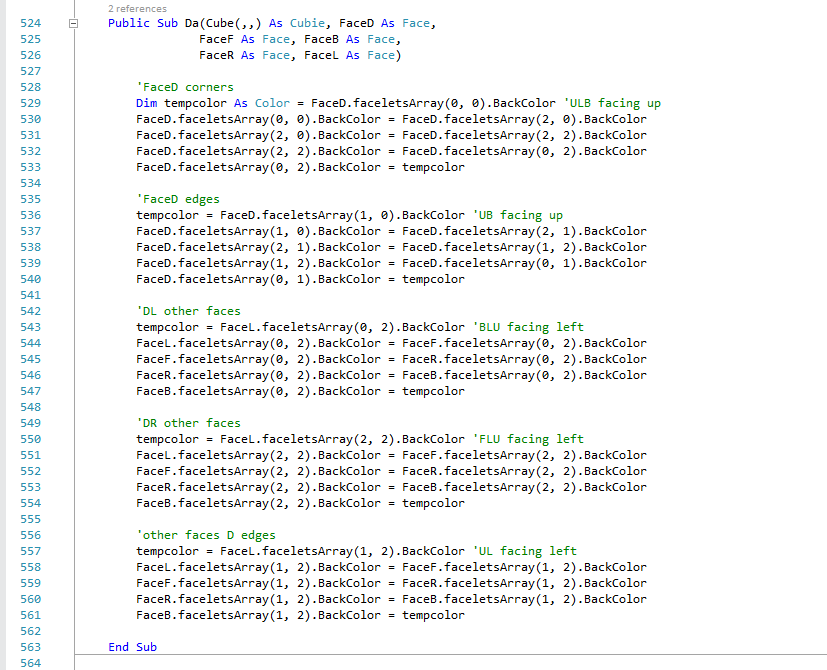 2 references
524 Public Sub Da(Cube(,,) As Cubie, FaceD As Face,
525 FaceF As Face, FaceB As Face,
526 FaceR As Face, FaceL As Face)
527
528 'FaceD corners
529 Dim tempcolor As Color = FaceD.faceletsArray(0, 0).BackColor 'ULB facing up
530 FaceD.faceletsArray(0, 0).BackColor = FaceD.faceletsArray(2, 0).BackColor
531 FaceD.faceletsArray(2, 0).BackColor = FaceD.faceletsArray(2, 2).BackColor
532 FaceD.faceletsArray(2, 2).BackColor = FaceD.faceletsArray(0, 2).BackColor
533 FaceD.faceletsArray(0, 2).BackColor = tempcolor
534
535 'FaceD edges
536 tempcolor = FaceD.faceletsArray(1, 0).BackColor 'UB facing up
537 FaceD.faceletsArray(1, 0).BackColor = FaceD.faceletsArray(2, 1).BackColor
538 FaceD.faceletsArray(2, 1).BackColor = FaceD.faceletsArray(1, 2).BackColor
539 FaceD.faceletsArray(1, 2).BackColor = FaceD.faceletsArray(0, 1).BackColor
540 FaceD.faceletsArray(0, 1).BackColor = tempcolor
541
542 'DL other faces
543 tempcolor = FaceL.faceletsArray(0, 2).BackColor 'BLU facing left
544 FaceL.faceletsArray(0, 2).BackColor = FaceF.faceletsArray(0, 2).BackColor
545 FaceF.faceletsArray(0, 2).BackColor = FaceR.faceletsArray(0, 2).BackColor
546 FaceR.faceletsArray(0, 2).BackColor = FaceB.faceletsArray(0, 2).BackColor
547 FaceB.faceletsArray(0, 2).BackColor = tempcolor
548
549 'DR other faces
550 tempcolor = FaceL.faceletsArray(2, 2).BackColor 'FLU facing left
551 FaceL.faceletsArray(2, 2).BackColor = FaceF.faceletsArray(2, 2).BackColor
552 FaceF.faceletsArray(2, 2).BackColor = FaceR.faceletsArray(2, 2).BackColor
553 FaceR.faceletsArray(2, 2).BackColor = FaceB.faceletsArray(2, 2).BackColor
554 FaceB.faceletsArray(2, 2).BackColor = tempcolor
555
556 'other faces D edges
557 tempcolor = FaceL.faceletsArray(1, 2).BackColor 'UL facing left
558 FaceL.faceletsArray(1, 2).BackColor = FaceF.faceletsArray(1, 2).BackColor
559 FaceF.faceletsArray(1, 2).BackColor = FaceR.faceletsArray(1, 2).BackColor
560 FaceR.faceletsArray(1, 2).BackColor = FaceB.faceletsArray(1, 2).BackColor
561 FaceB.faceletsArray(1, 2).BackColor = tempcolor
562
563 End Sub
564